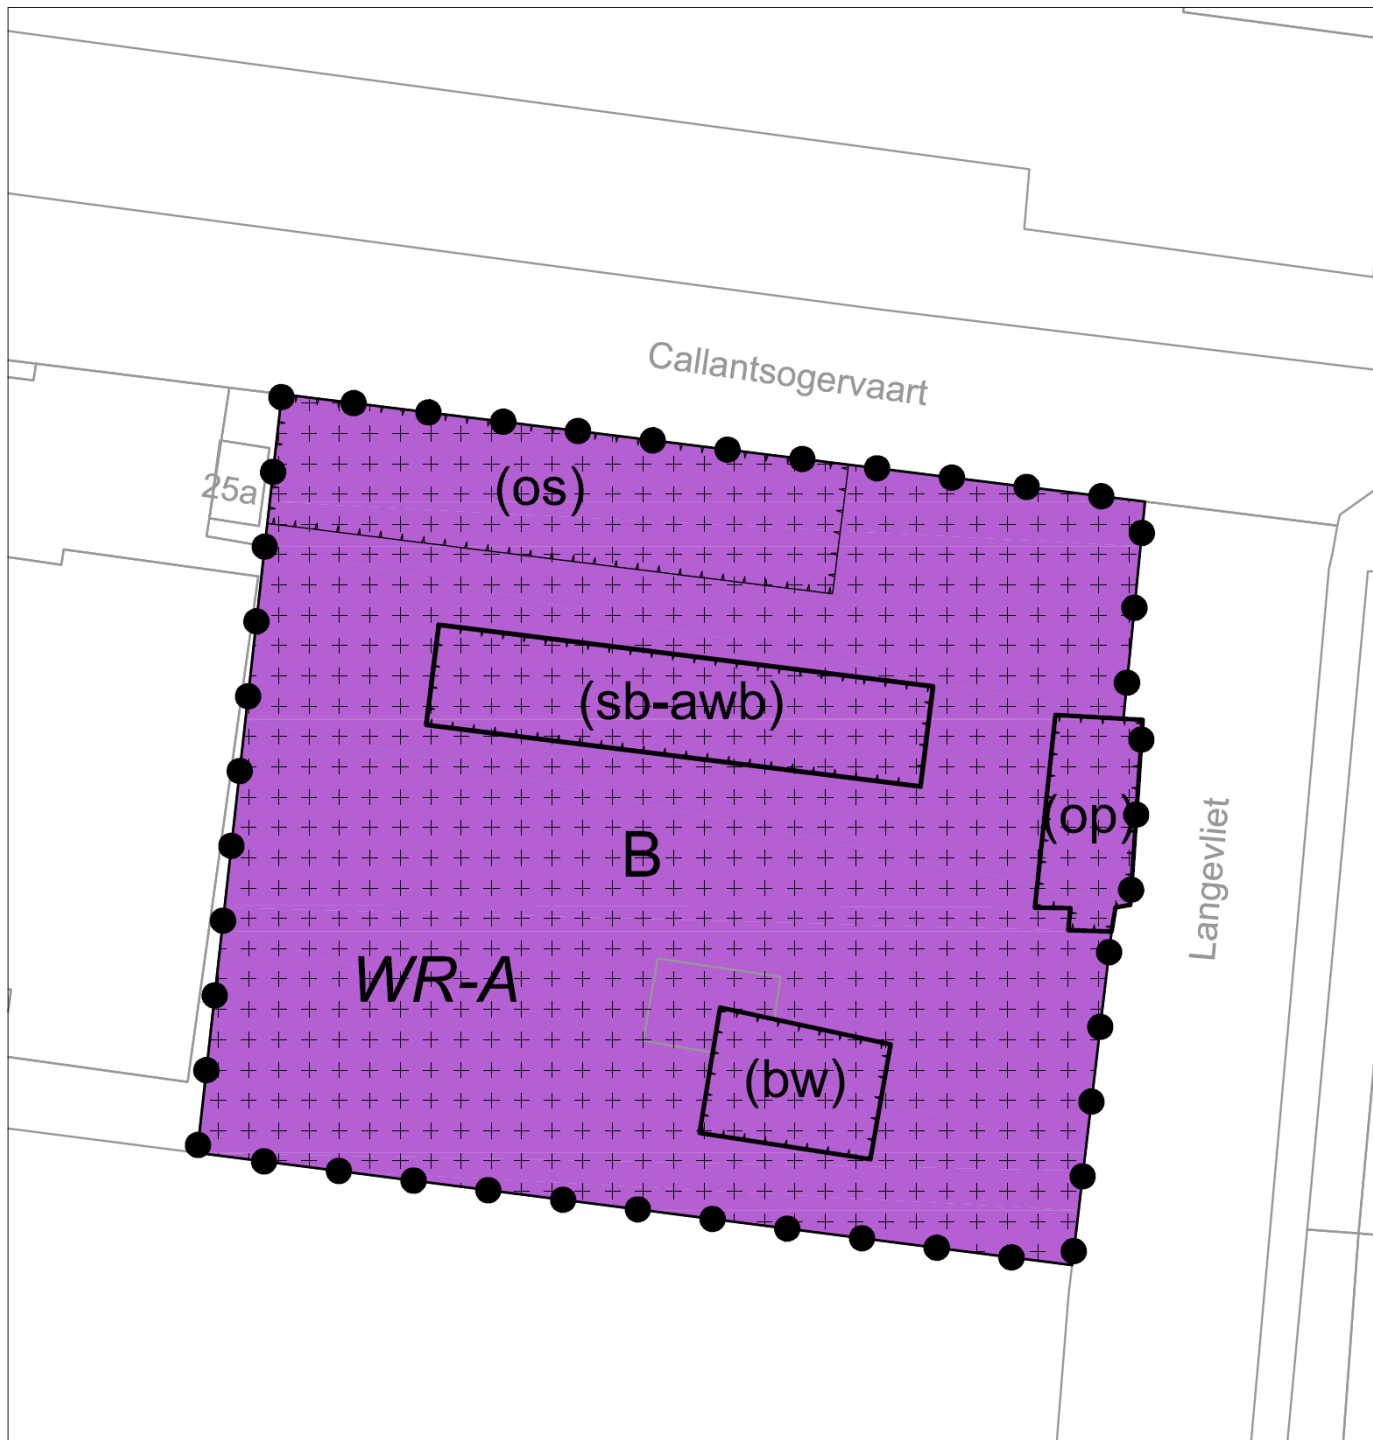 Callantsogervaart
25a
(os)
(sb-awb)
(op)
Langevliet
B
WR-A
(bw)